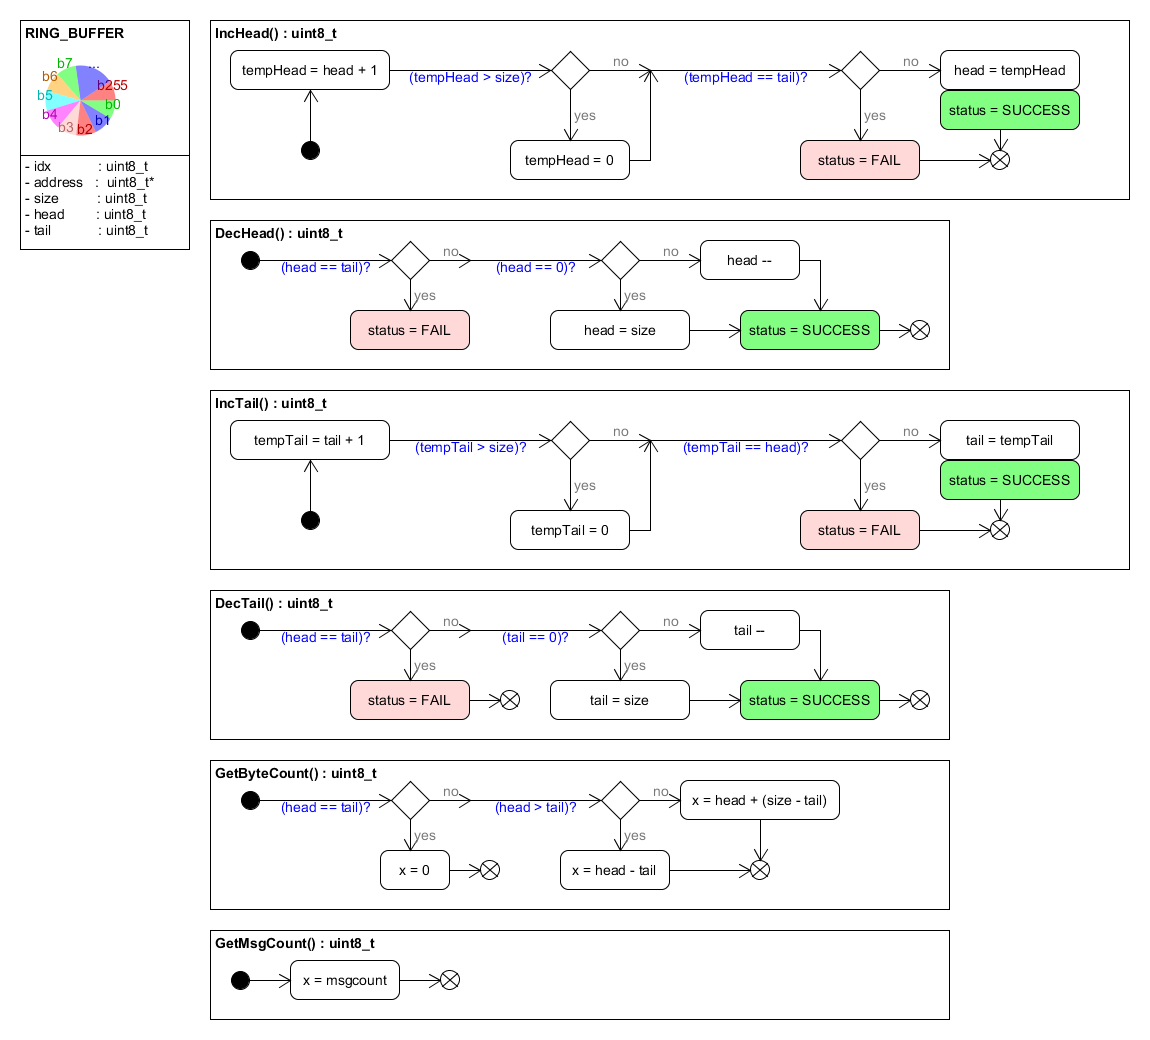 RING_BUFFER
b7
...
b6
b255
b5
b0
b4
b1
b3
b2
- idx : uint8_t
- address : uint8_t*
- size : uint8_t
- head : uint8_t
- tail : uint8_t
IncHead() : uint8_t
tempHead = head + 1
(tempHead > size)?
no
yes
tempHead = 0
(tempHead == tail)?
no
yes
head = tempHead
status = SUCCESS
status = FAIL
DecHead() : uint8_t
(head == tail)?
no
yes
status = FAIL
(head == 0)?
no
yes
head --
head = size
status = SUCCESS
IncTail() : uint8_t
tempTail = tail + 1
(tempTail > size)?
no
yes
tempTail = 0
(tempTail == head)?
no
yes
tail = tempTail
status = SUCCESS
status = FAIL
DecTail() : uint8_t
(head == tail)?
no
yes
status = FAIL
(tail == 0)?
no
yes
tail --
tail = size
status = SUCCESS
GetByteCount() : uint8_t
(head == tail)?
no
yes
x = 0
(head > tail)?
no
yes
x = head + (size - tail)
x = head - tail
GetMsgCount() : uint8_t
x = msgcount